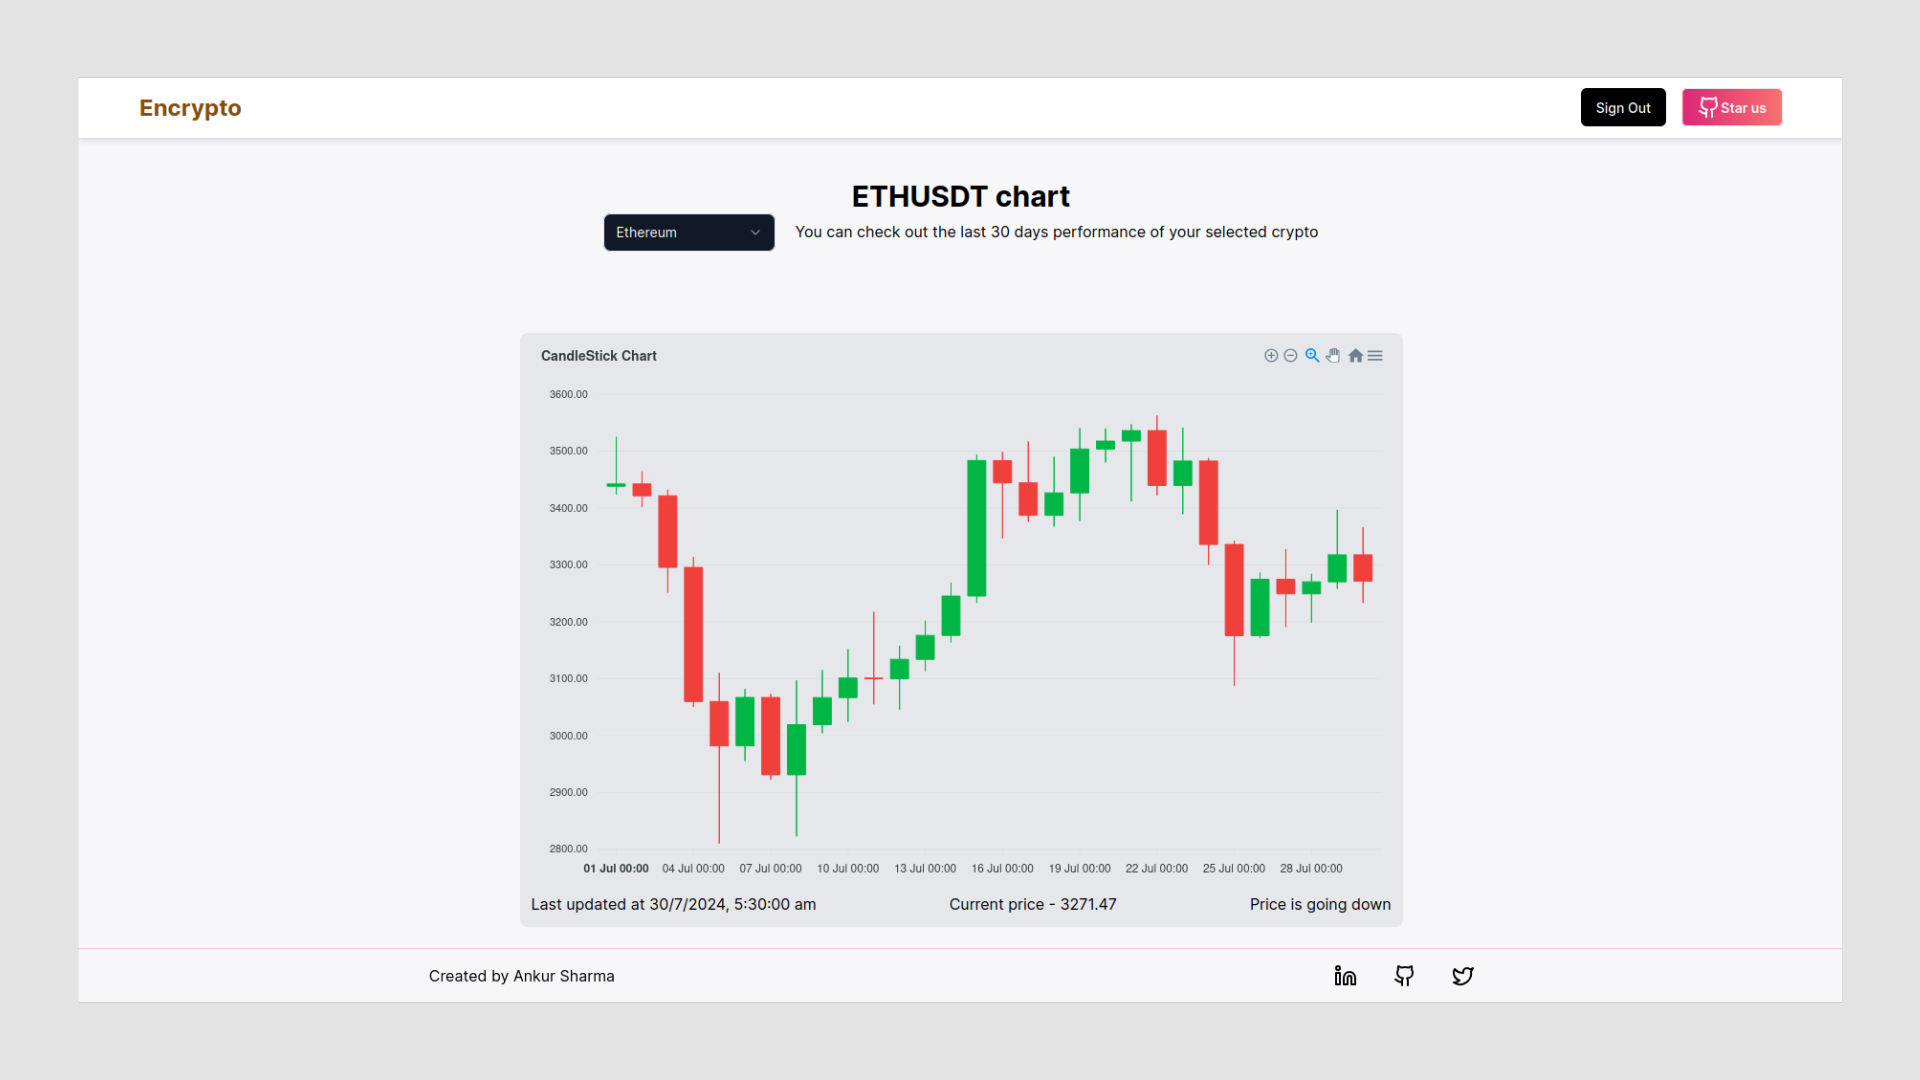 Encrypto
Sign Out
Star us
ETHUSDT chart
Ethereum
You can check out the last 30 days performance of your selected crypto
CandleStick Chart
3600.00
3500.00
3400.00
3300.00
3200.00
3100.00
3000.00
2900.00
2800.00
01 Jul 00:00 04 Jul 00:00 07 Jul 00:00 10 Jul 00:00 13 Jul 00:00 16 Jul 00:00 19 Jul 00:00 22 Jul 00:00 25 Jul 00:00 28 Jul 00:00
Last updated at 30/7/2024, 5:30:00 am
Current price - 3271.47
Price is going down
Created by Ankur Sharma